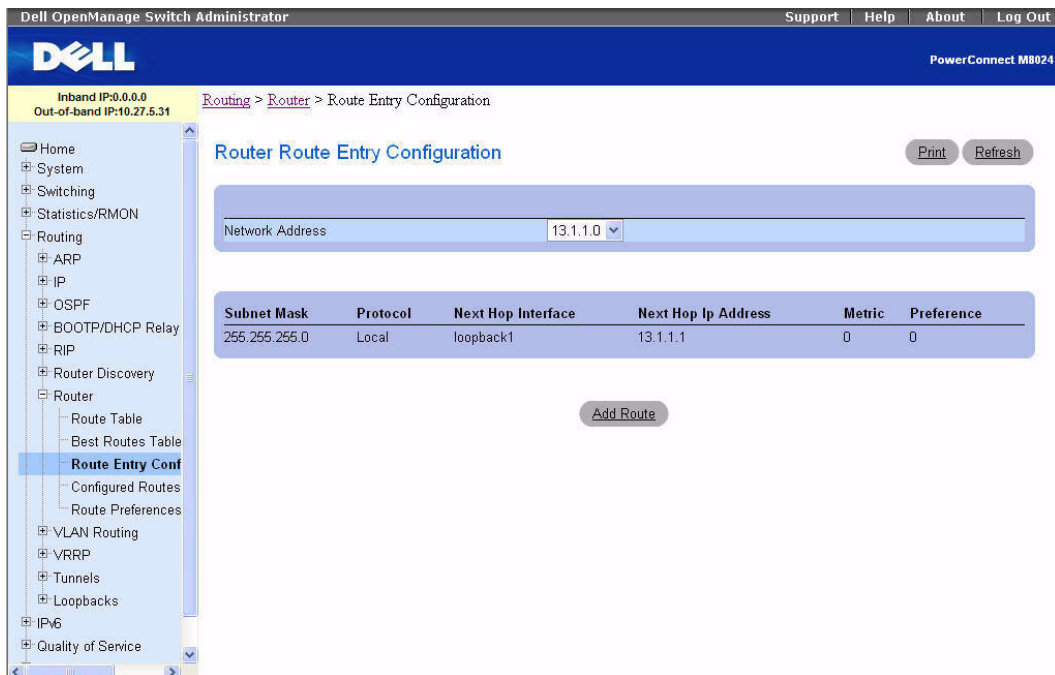 Dell OpenManage Switch Administrator
Support Help About Log Out
DELL
PowerConnect M8024
Inband IP:0.0.0.0
Out-of-band IP:10.27.5.31
Routing > Router > Route Entry Configuration
Home
System
Switching
Statistics/RMON
Routing
ARP
IP
OSPF
BOOTP/DHCP Relay
RIP
Router Discovery
Router
Route Table
Best Routes Table
Route Entry Conf
Configured Routes
Route Preferences
VLAN Routing
VRRP
Tunnels
Loopbacks
IPv6
Quality of Service
Router Route Entry Configuration
Print Refresh
Network Address 13.1.1.0
Subnet Mask Protocol Next Hop Interface Next Hop Ip Address Metric Preference
255.255.255.0 Local loopback1 13.1.1.1 0 0
Add Route